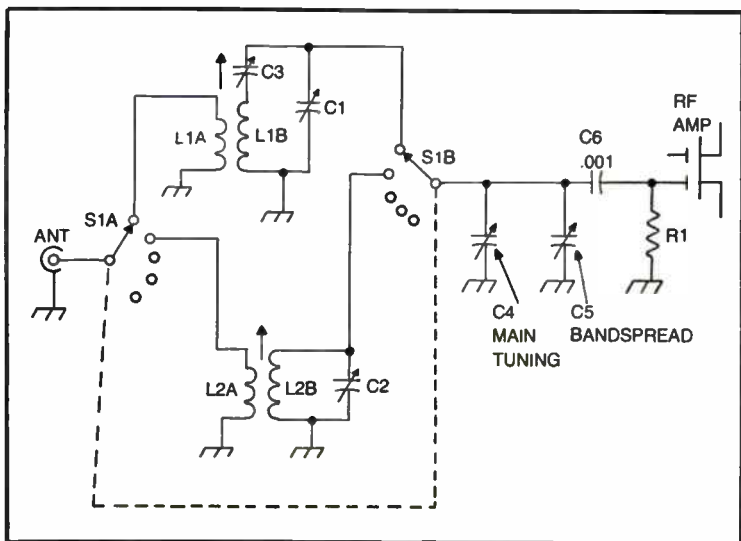 C3
C1
L1A
L1B
S1B
C6
.001
RF
AMP
S1A
ANT
R1
C4
MAIN
TUNING
C5
BANDSPREAD
L2A
L2B
C2